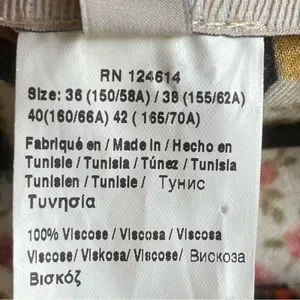 RN 124614
Size: 36 (150/58A) / 38 (155/62A)
40(160/66A) 42 ( 165/70A)
Fabriqué en / Made in / Hecho en
Tunisie / Tunisia / Túnez / Tunisia
Tunisien / Tunisie / Тунис
Τυνησία
100% Viscose / Viscosa / Viscosa
Viscose/ Viskosa/ Viscose/ Вискоза
Βισκόζ